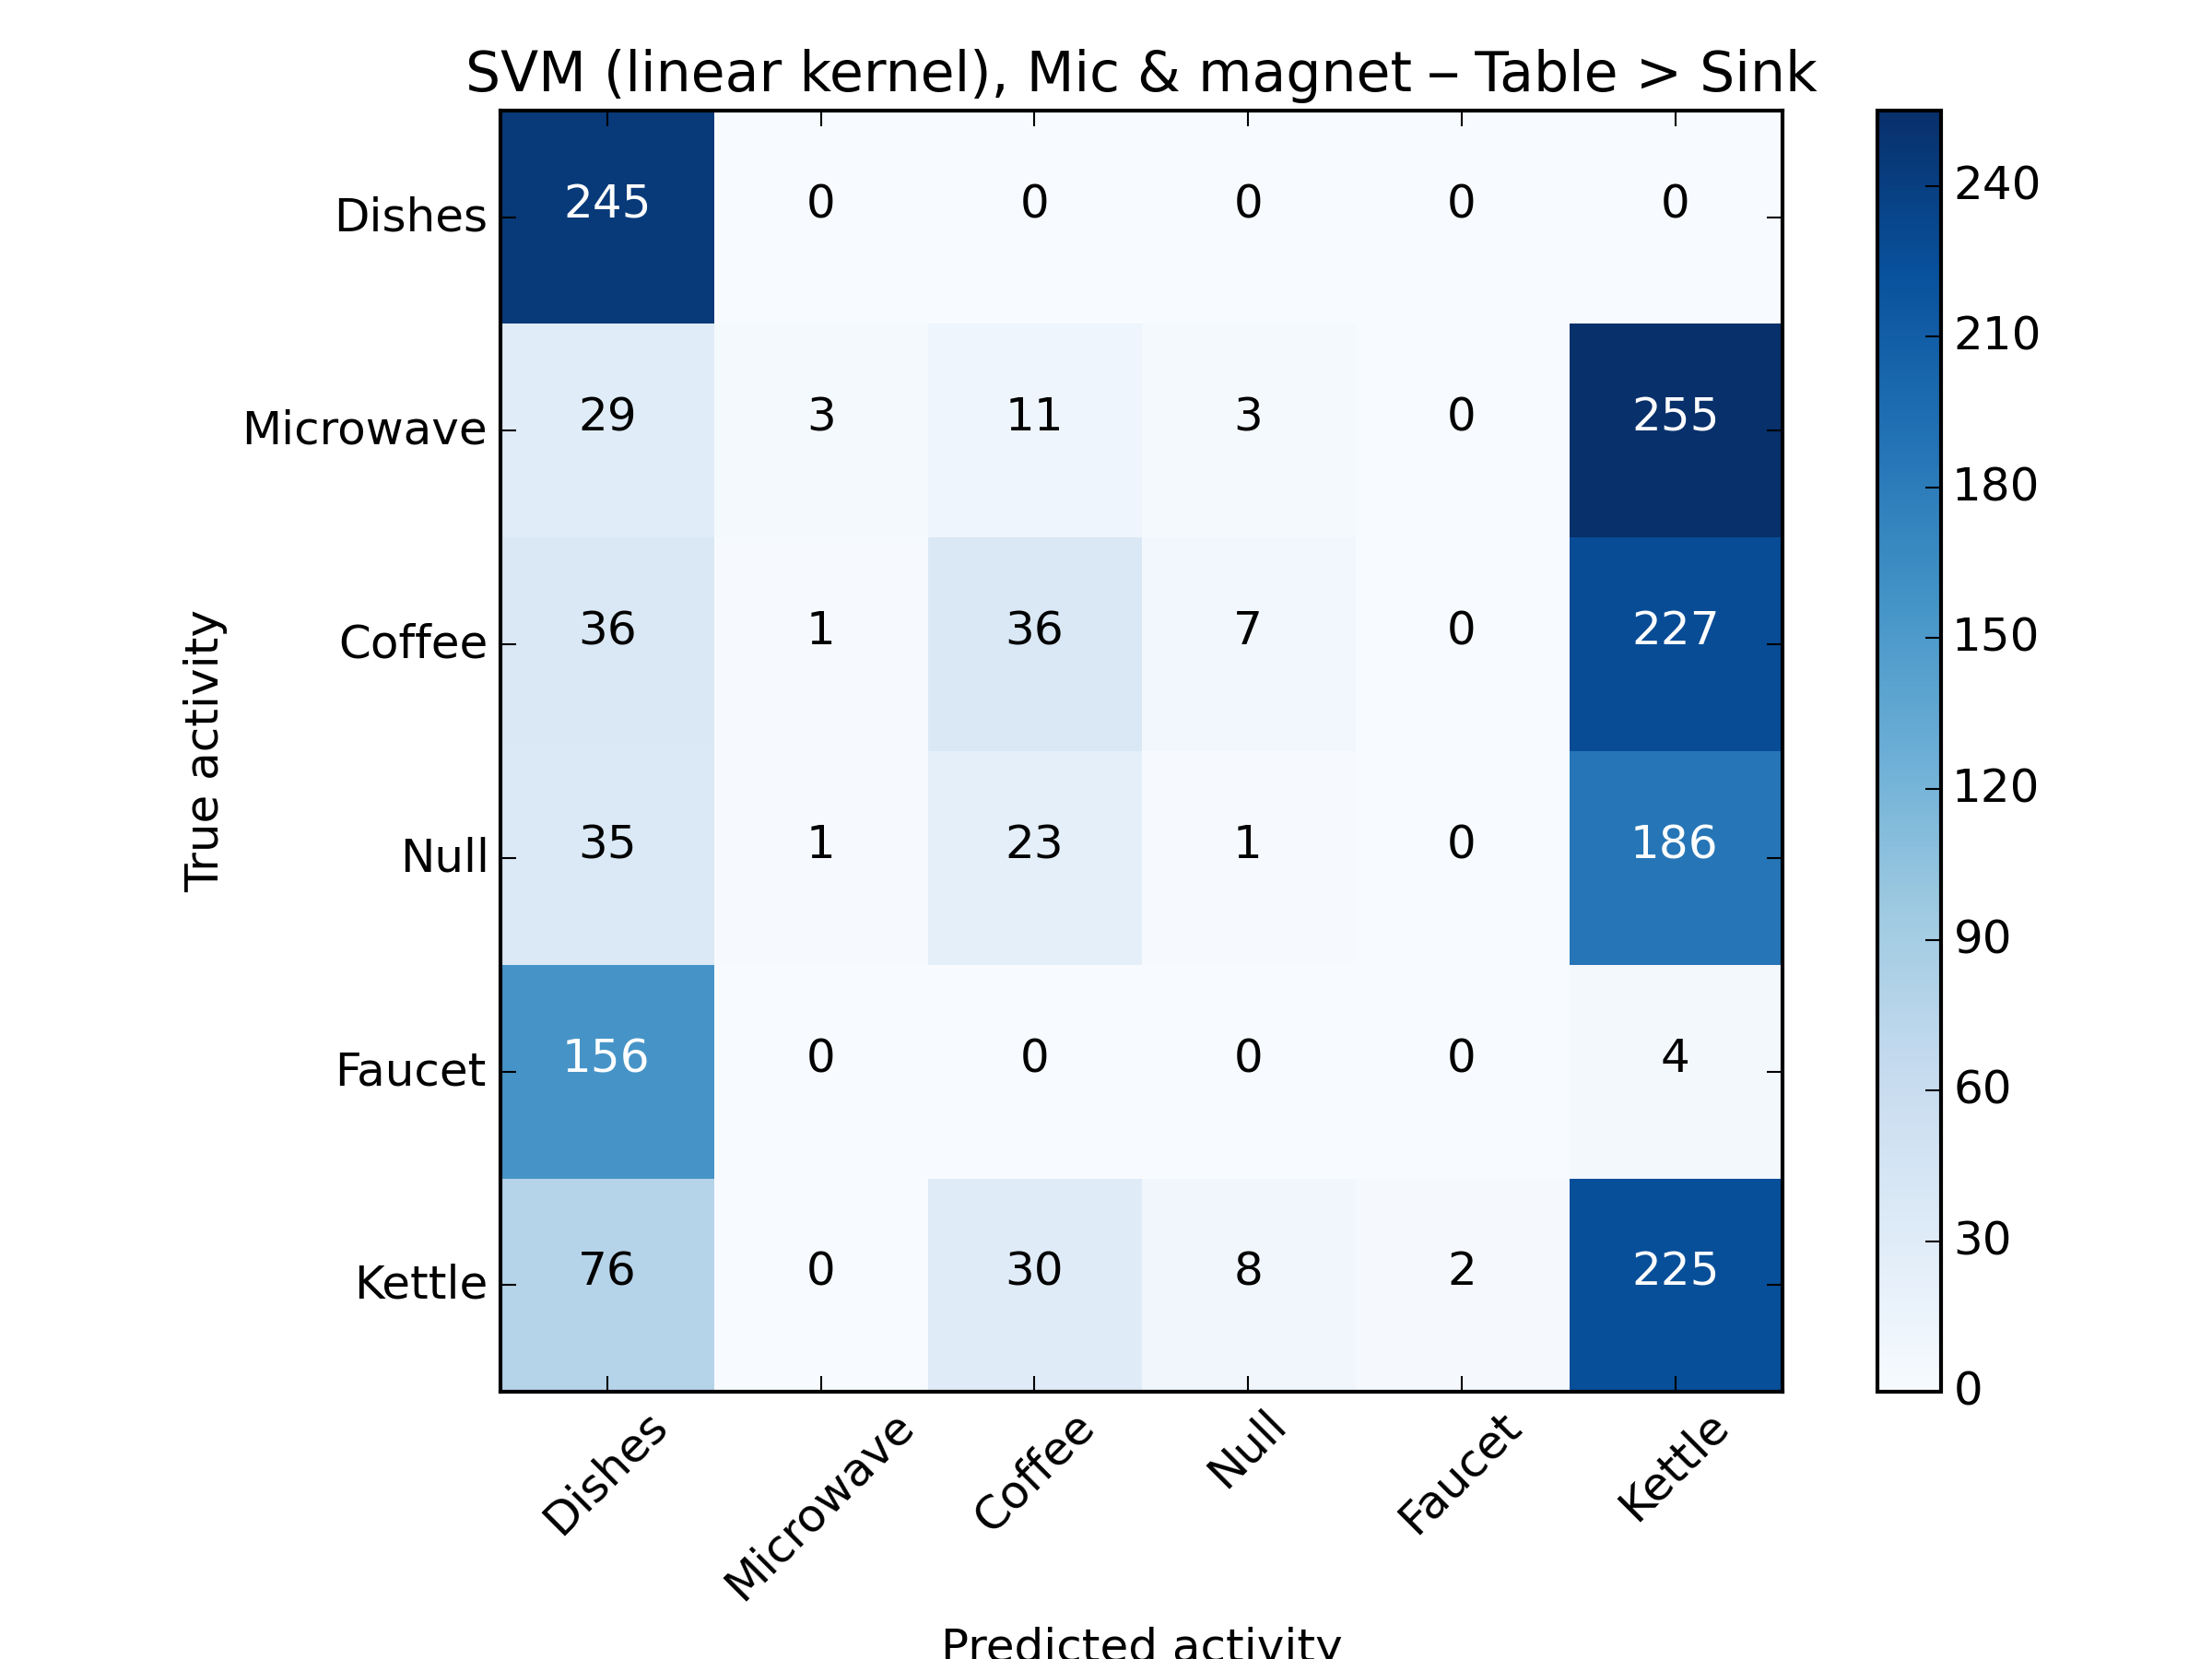 SVM (linear kernel), Mic & magnet – Table > Sink
Dishes 245 0 0 0 0 0
Microwave 29 3 11 3 0 255
Coffee 36 1 36 7 0 227
Null 35 1 23 1 0 186
Faucet 156 0 0 0 0 4
Kettle 76 0 30 8 2 225
True activity
Dishes Microwave Coffee Null Faucet Kettle
Predicted activity
240
210
180
150
120
90
60
30
0